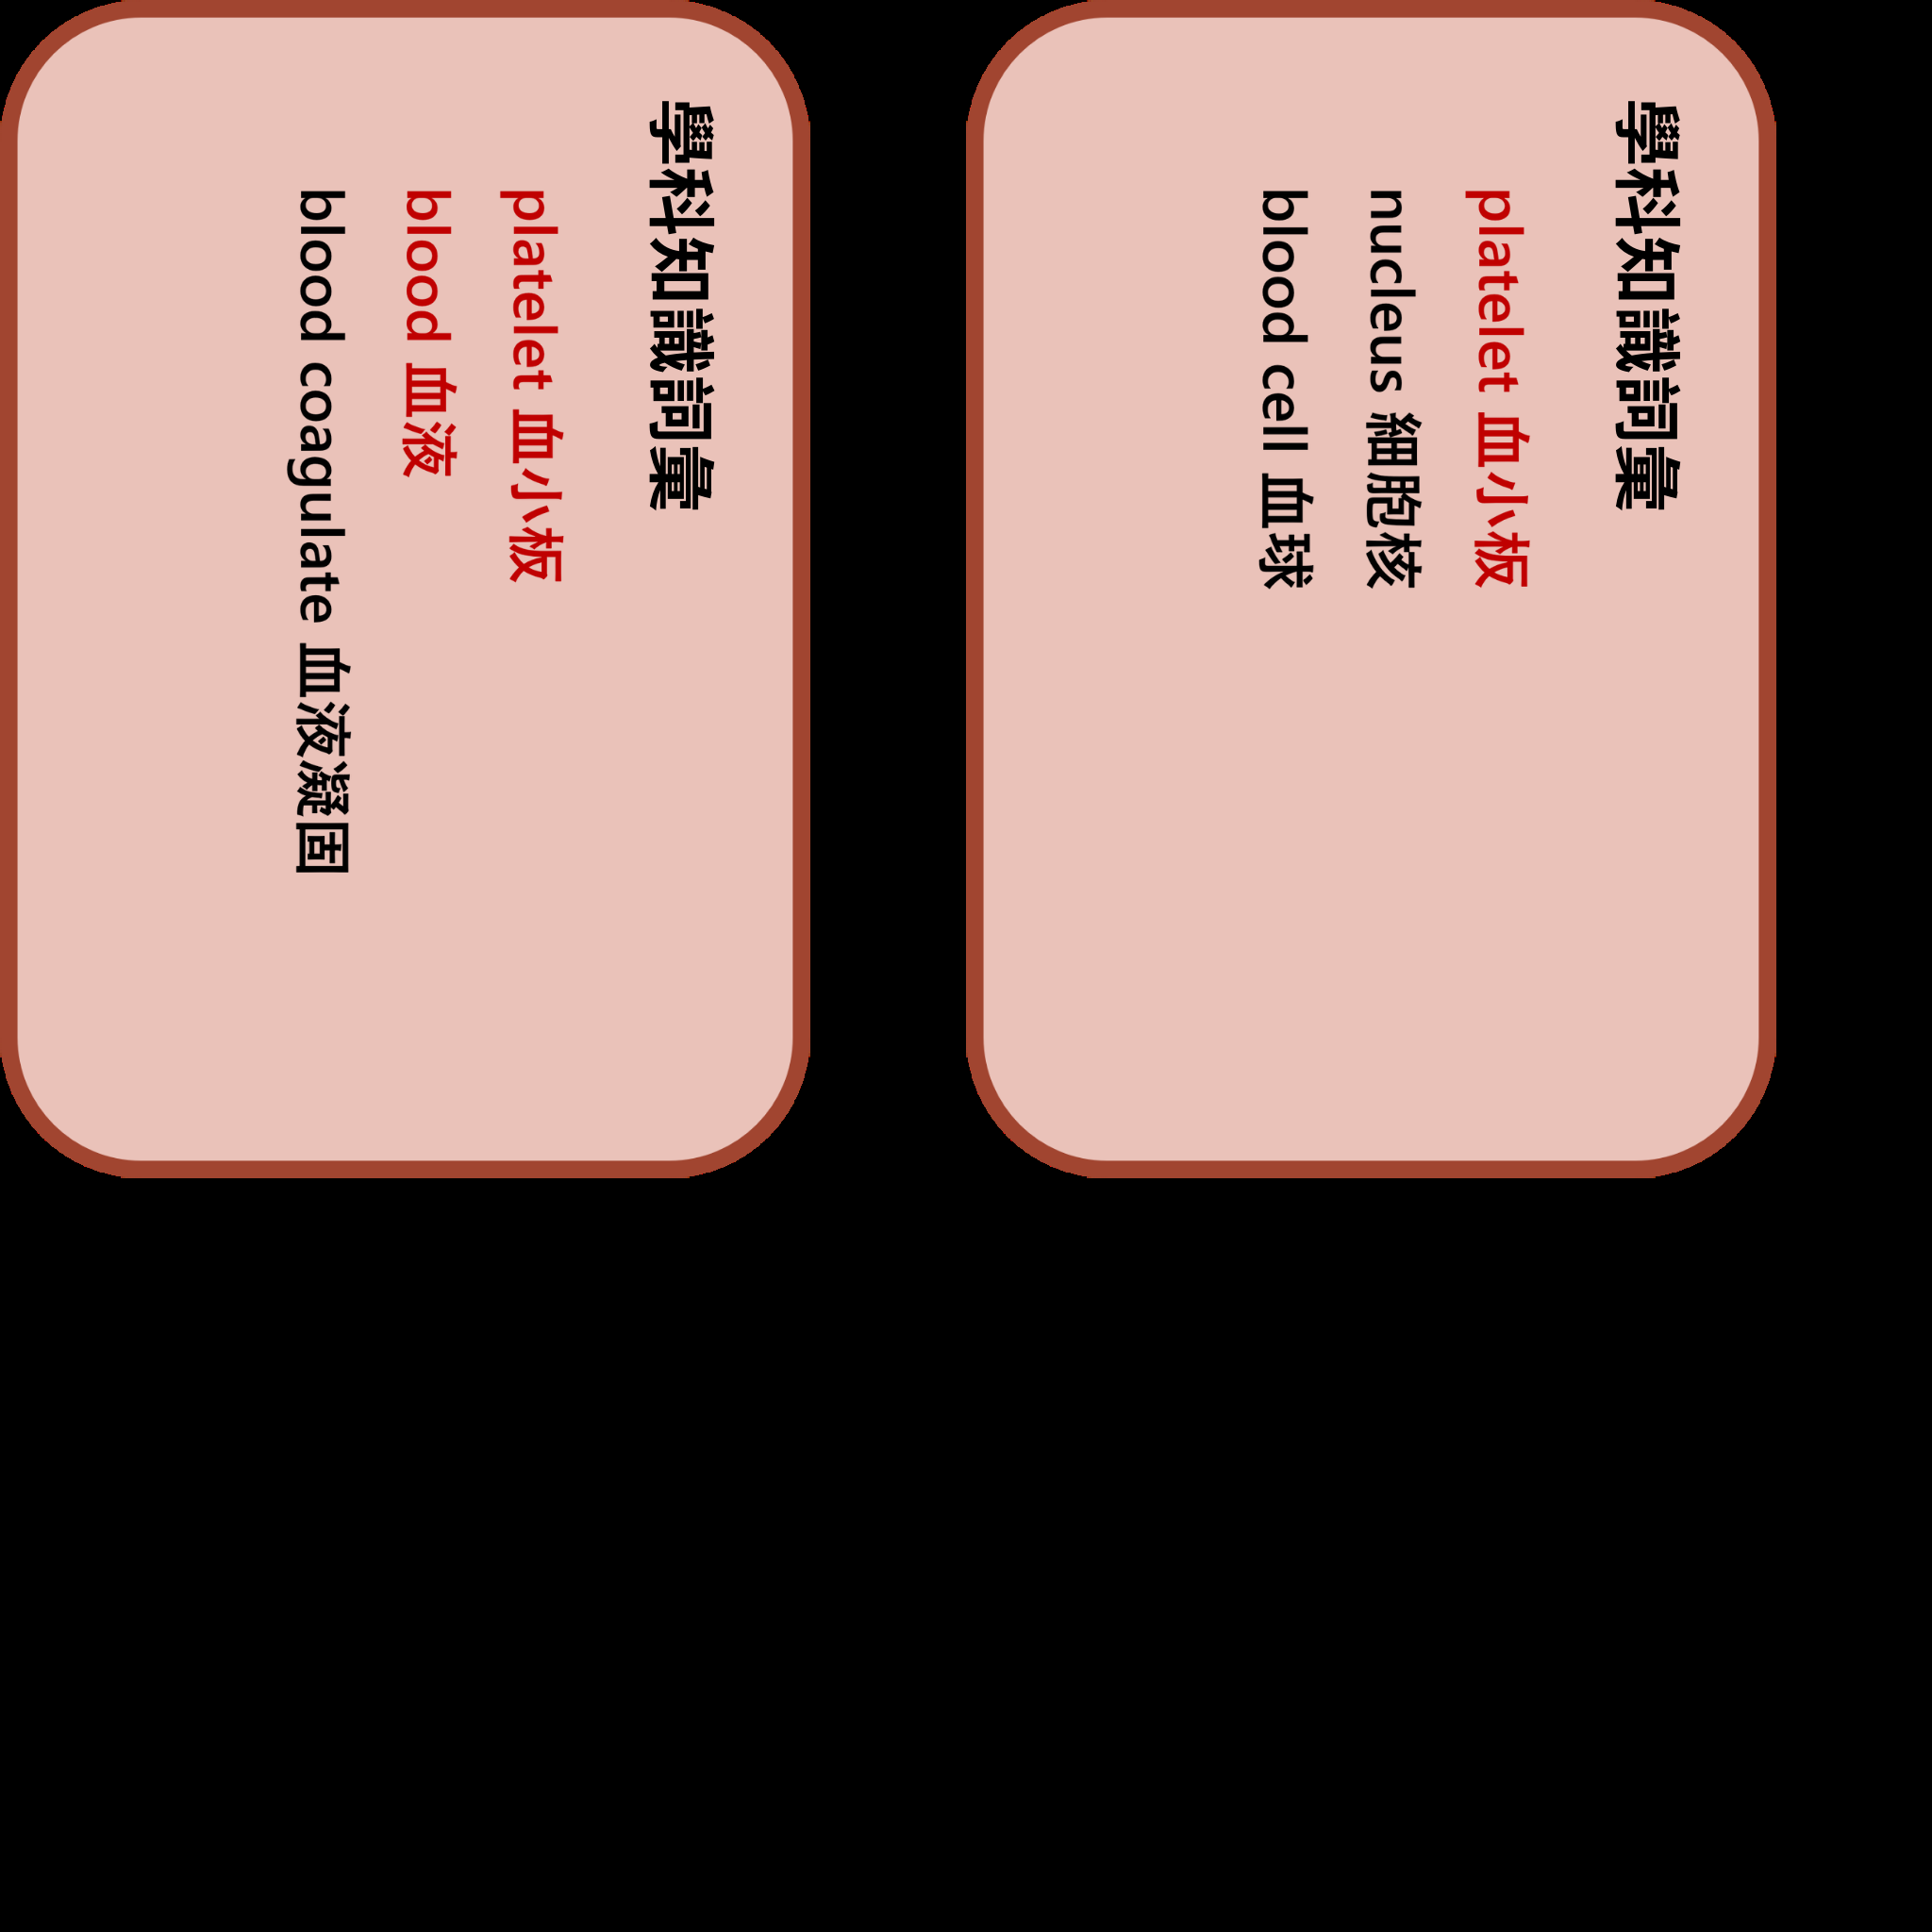 學科知識詞彙
platelet 血小板
blood 血液
blood coagulate 血液凝固
學科知識詞彙
platelet 血小板
nucleus 細胞核
blood cell 血球